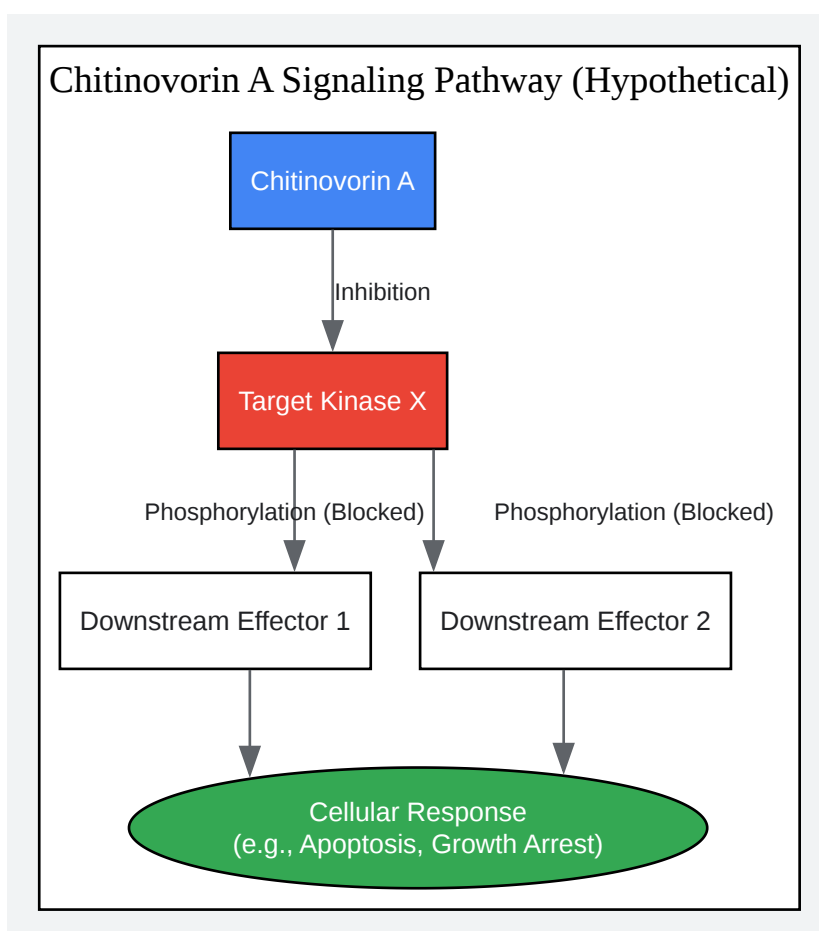 Chitinovorin A Signaling Pathway (Hypothetical)
Chitinovorin A
Inhibition
Target Kinase X
Phosphorylation (Blocked)
Phosphorylation (Blocked)
Downstream Effector 1
Downstream Effector 2
Cellular Response
(e.g., Apoptosis, Growth Arrest)